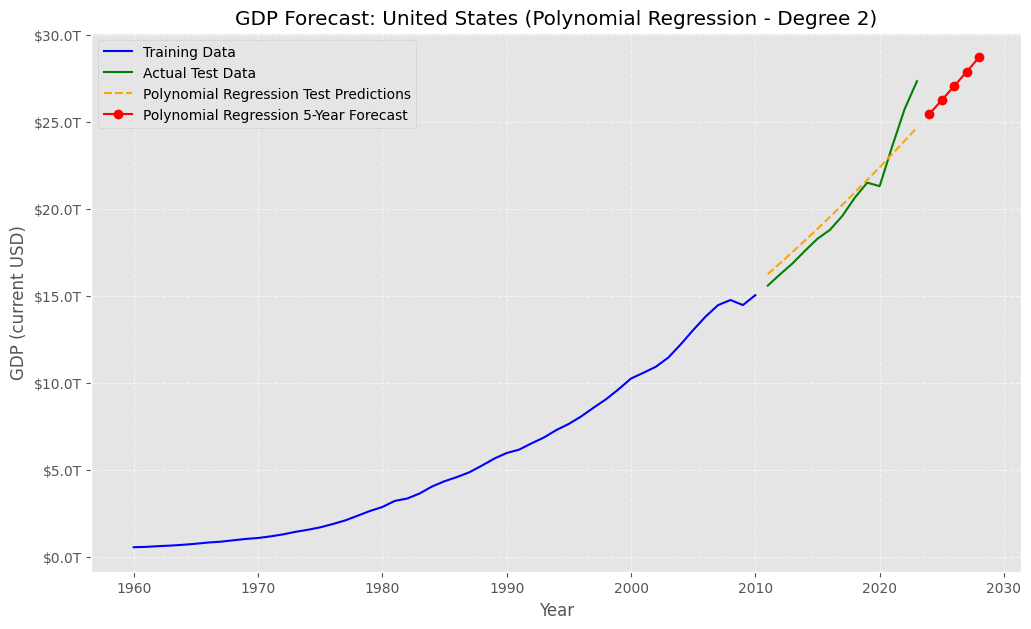 GDP Forecast: United States (Polynomial Regression - Degree 2)
Training Data
Actual Test Data
Polynomial Regression Test Predictions
Polynomial Regression 5-Year Forecast
GDP (current USD)
$30.0T
$25.0T
$20.0T
$15.0T
$10.0T
$5.0T
$0.0T
1960 1970 1980 1990 2000 2010 2020 2030
Year